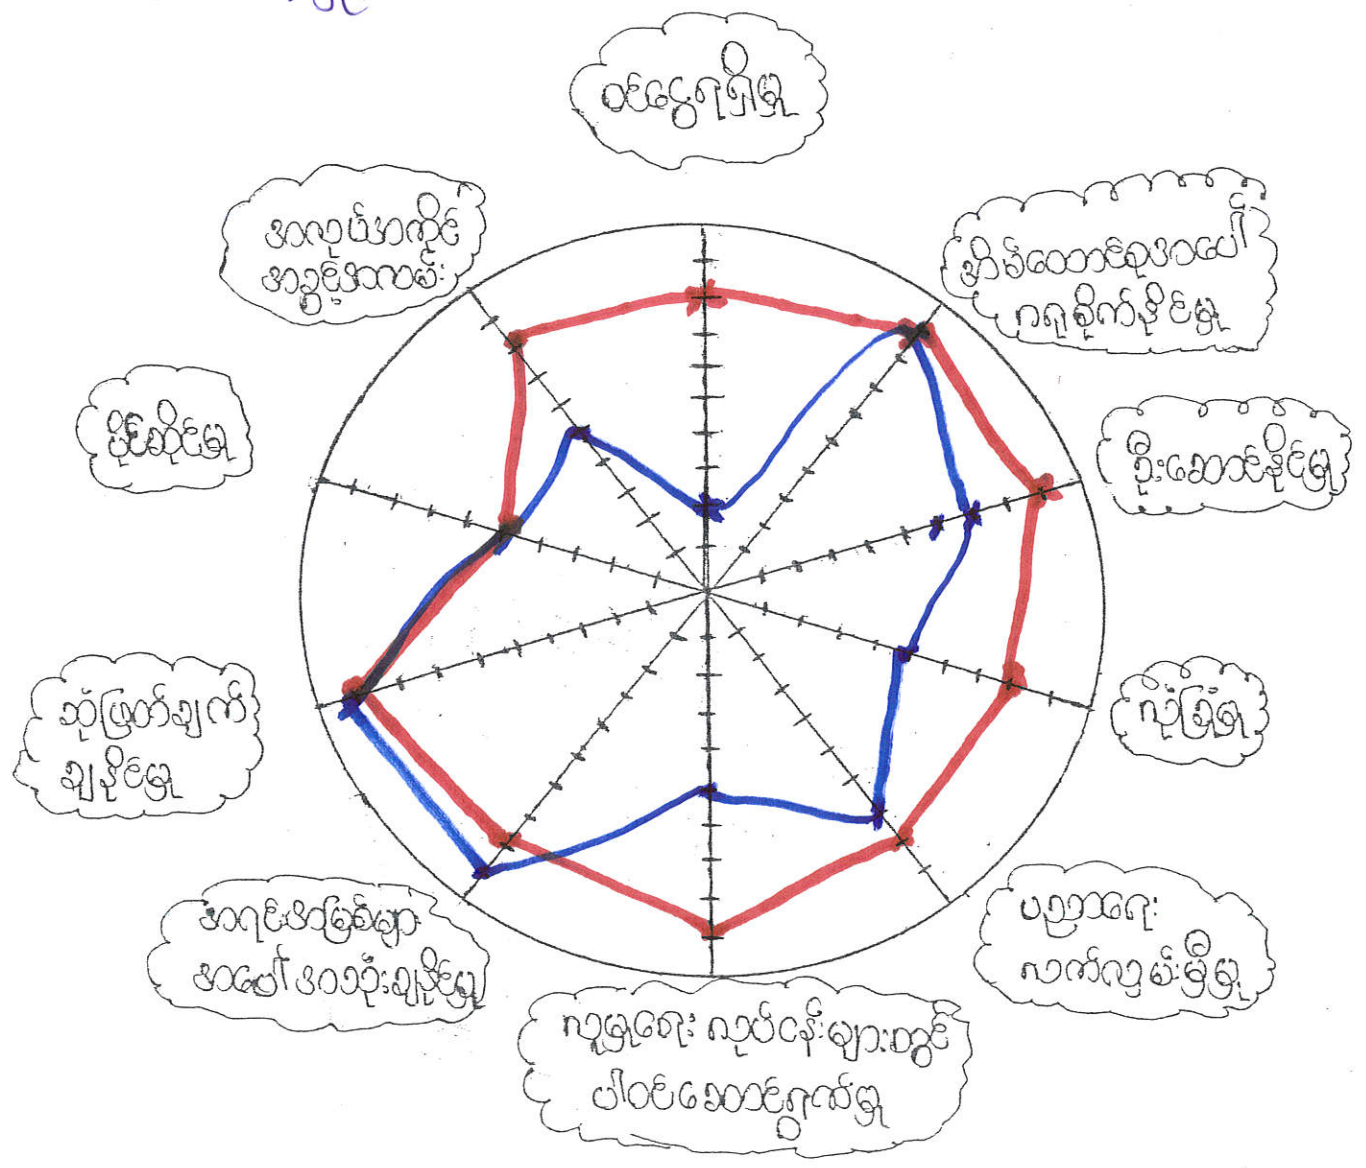 ဝင်ငွေရရှိမှု
အိမ်ထောင်စုအပေါ်
ဂရုစိုက်နိုင်မှု
ဦးဆောင်နိုင်မှု
လုံခြုံမှု
ပညာရေး
လက်လှမ်းမှီမှု
လူမှုရေး လုပ်ငန်းများတွင်
ပါဝင်ဆောင်ရွက်မှု
အရင်းအမြစ်များ
အပေါ် အသုံးချနိုင်မှု
ဆုံးဖြတ်ချက်
ချနိုင်မှု
ပိုင်ဆိုင်မှု
အလုပ်အကိုင်
အခွင့်အလမ်း